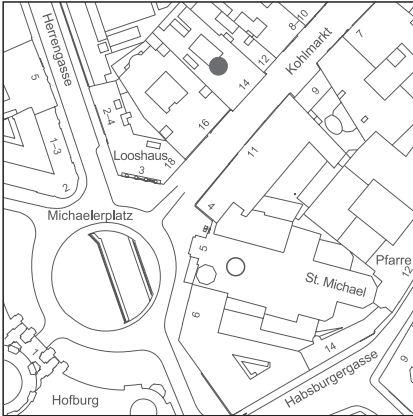 Herrengasse
8–10
Kohlmarkt
7
5
12
14
9
2–4
16
11
1–3
Looshaus
3
18
2
4
Michaelerplatz
5
St. Michael
Pfarre
12
6
14
1
9
Hofburg
Habsburgergasse